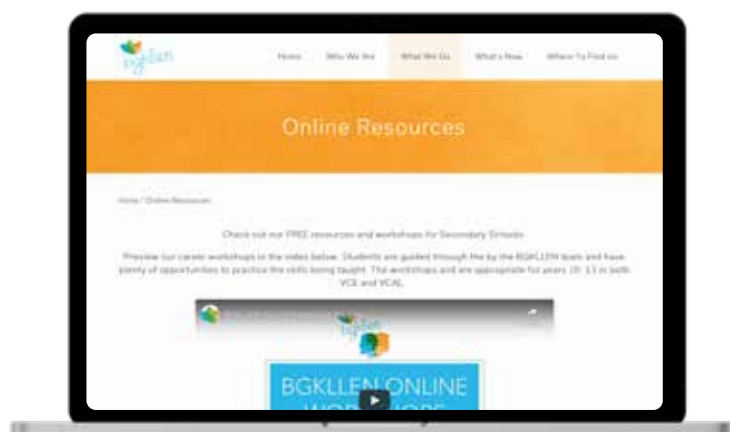 bgkllen
Home Who We Are What We Do What's New Where To Find Us
Online Resources
Home / Online Resources
Check out our FREE resources and workshops for Secondary Schools
Preview our career workshops in the video below. Students are guided through the by the BGKLLEN team and have
plenty of opportunities to practice the skills being taught. The workshops and are appropriate for years 10- 13 in both
VCE and VCAL
bgkllen
BGKLLEN ONLINE
WORKSHOPS